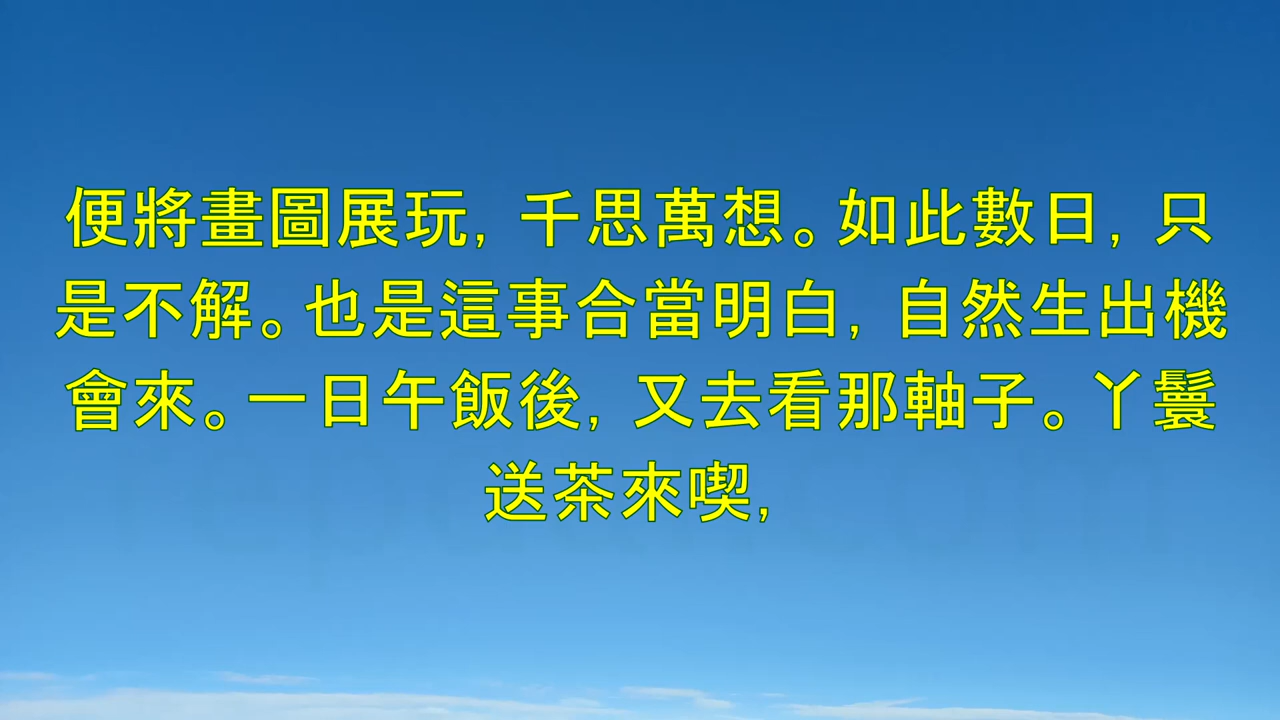 便將畫圖展玩，千思萬想。如此數日，只
是不解。也是這事合當明白，自然生出機
會來。一日午飯後，又去看那軸子。丫鬟
送茶來喫，